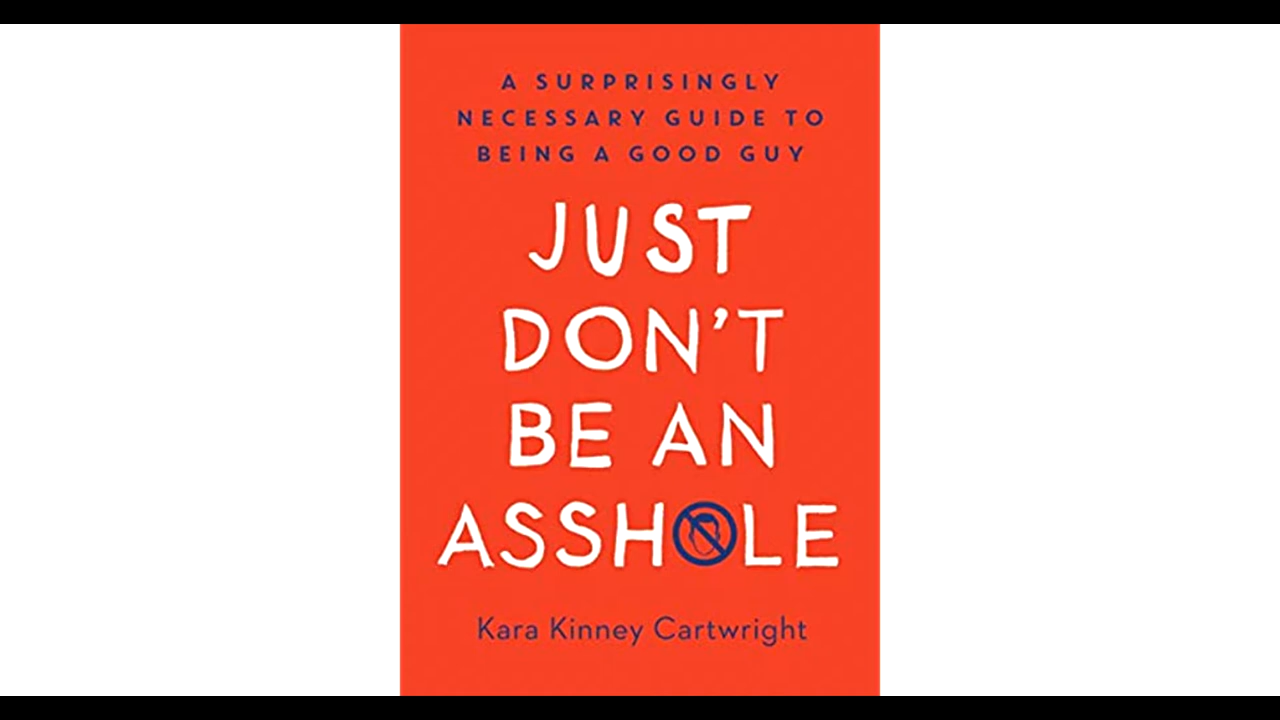 A SURPRISINGLY
NECESSARY GUIDE TO
BEING A GOOD GUY
JUST
DON'T
BE AN
ASSHOLE
Kara Kinney Cartwright